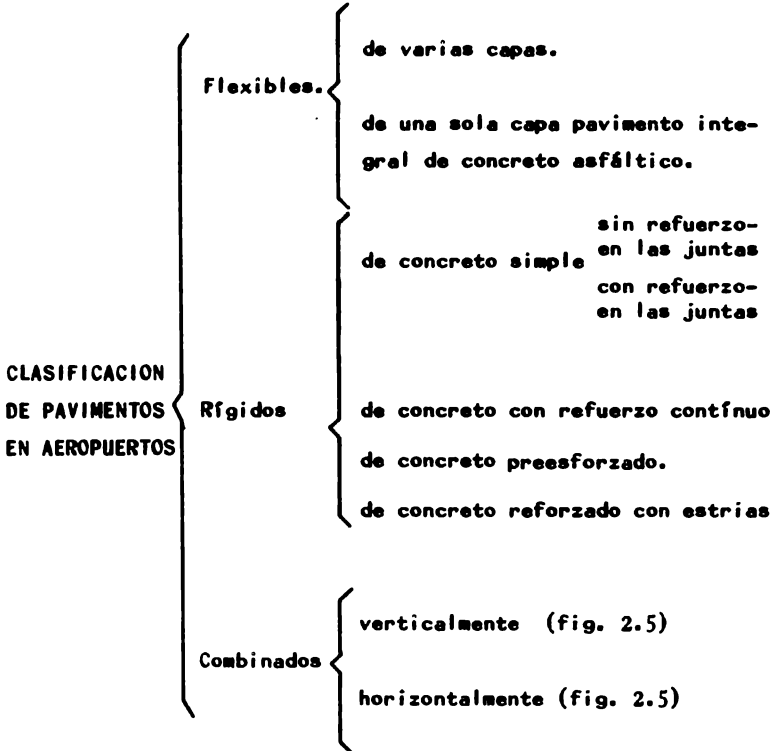 de varias capas.
Flexibles.
de una sola capa pavimento inte-
gral de concreto asfáltico.
sin refuerzo-
en las juntas
de concreto simple
con refuerzo-
en las juntas
CLASIFICACION
DE PAVIMENTOS
EN AEROPUERTOS
Rígidos
de concreto con refuerzo contínuo
de concreto preesforzado.
de concreto reforzado con estrias
Combinados
verticalmente (fig. 2.5)
horizontalmente (fig. 2.5)